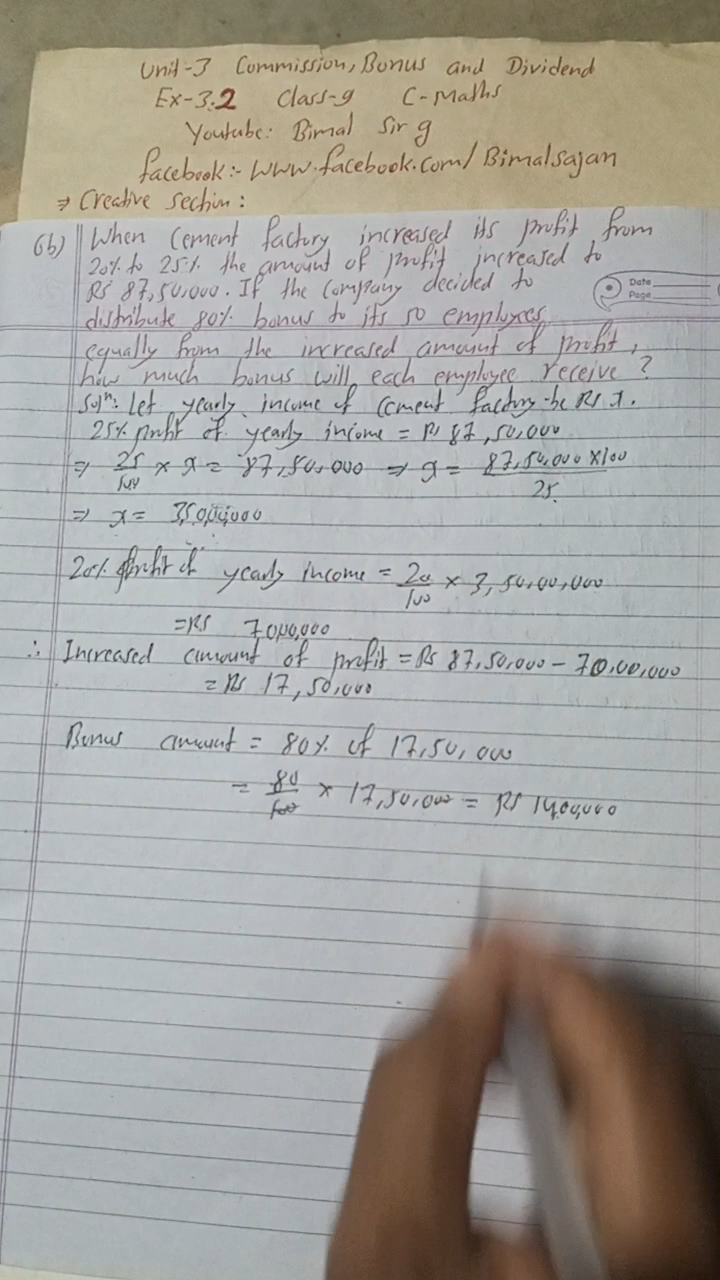 Unit-3 Commission, Bonus and Dividend
Ex-3.2 Class-9 C-Maths
Youtube: Bimal Sir g
facebook:- www.facebook.com/Bimalsajan
⇒ Creative Section:
6b) When Cement factory increased its profit from
20% to 25% the amount of profit increased to
RS 87,50,000. If the Company decided to
Date
Page
distribute 80% bonus to its 50 employees
equally from the increased amount of profit,
how much bonus will each employee receive?
Solⁿ: Let yearly income of cement factory be Rs x.
25% profit of yearly income = Rs 87,50,000
⇒ 25/100 × x = 87,50,000 ⇒ x = 87,50,000 × 100 / 25
⇒ x = 35000000
20% profit of yearly income = 20/100 × 3,50,00,000
= Rs 7000,000
∴ Increased amount of profit = Rs 87,50,000 - 70,00,000
= Rs 17,50,000
Bonus amount = 80% of 17,50,000
= 80/100 × 17,50,000 = Rs 14,00,000